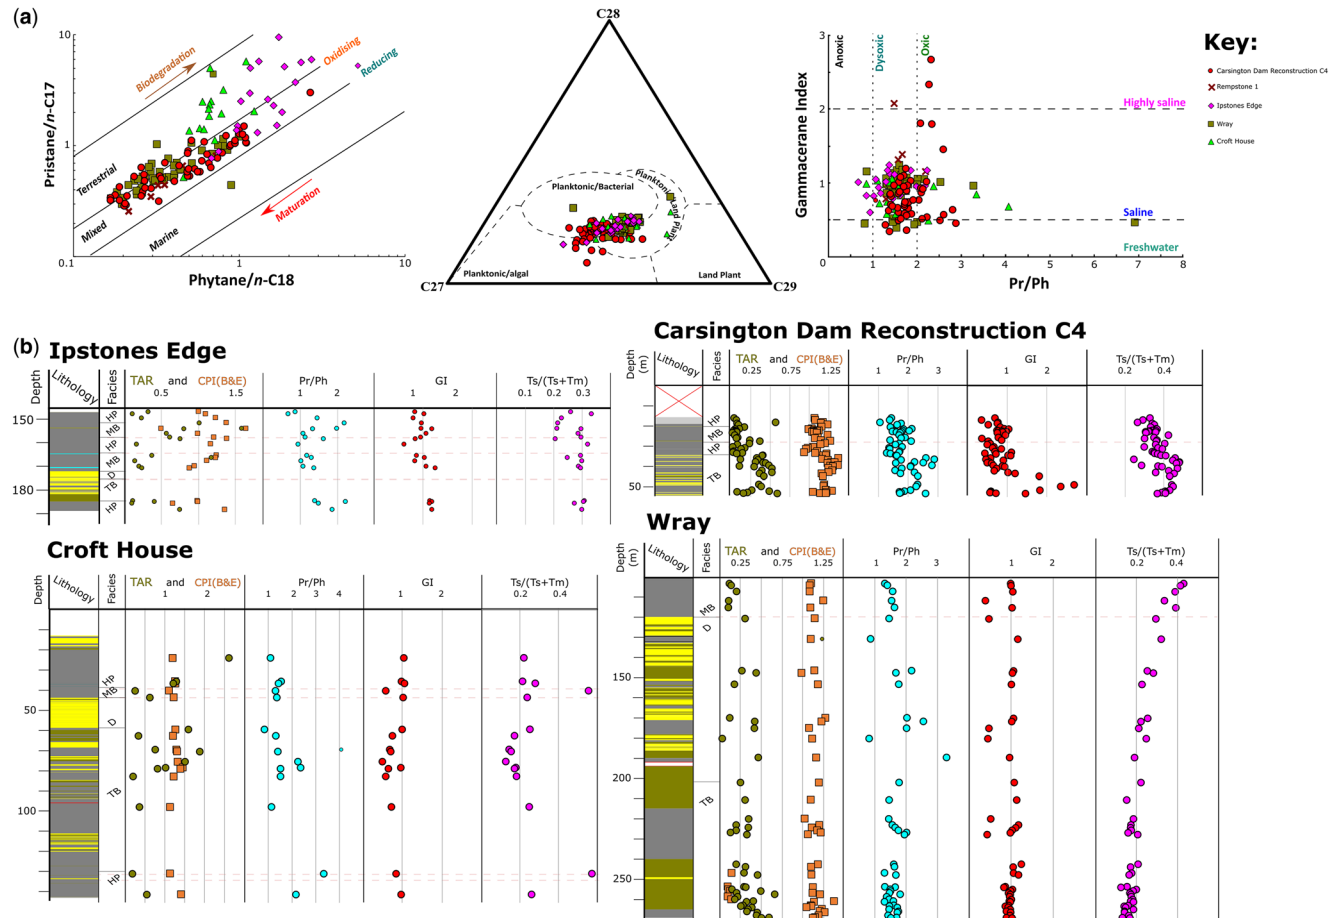 (a)
Pristane/n-C17
10
1
0.1
1
10
Phytane/n-C18
Biodegradation
Oxidising
Reducing
Terrestrial
Mixed
Marine
Maturation
C28
Planktonic/Bacterial
Planktonic/Land Plant
Planktonic/algal
Land Plant
C27
C29
Gammacerane Index
3
2
1
0
Anoxic
Dysoxic
Oxic
Highly saline
Saline
Freshwater
0 1 2 3 4 5 6 7 8
Pr/Ph
Key:
Carsington Dam Reconstruction C4
Rempstone 1
Ipstones Edge
Wray
Croft House
(b)
Ipstones Edge
Depth
Lithology
Facies
TAR and CPI(B&E)
0.5 1.5
Pr/Ph
1 2
GI
1 2
Ts/(Ts+Tm)
0.2 0.3
150
180
HP
MB
HP
MB
D
TB
HP
Carsington Dam Reconstruction C4
Depth
(m)
Lithology
Facies
TAR and CPI(B&E)
0.25 0.75 1.25
Pr/Ph
1 2 3
GI
1 2
Ts/(Ts+Tm)
0.2 0.4
50
HP
MB
HP
TB
Croft House
Depth
(m)
Lithology
Facies
TAR and CPI(B&E)
1 2
Pr/Ph
1 2 3 4
GI
1 2
Ts/(Ts+Tm)
0.2 0.4
50
100
HP
MB
D
TB
HP
Wray
Depth
(m)
Lithology
Facies
TAR and CPI(B&E)
0.25 0.75 1.25
Pr/Ph
1 2 3
GI
1 2
Ts/(Ts+Tm)
0.2 0.4
150
200
250
MB
D
TB